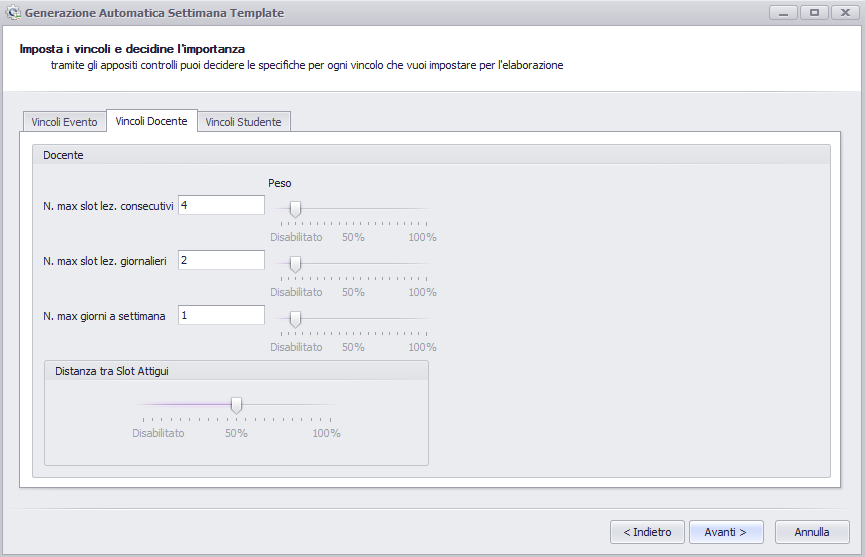 Generazione Automatica Settimana Template
Imposta i vincoli e decidine l'importanza
tramite gli appositi controlli puoi decidere le specifiche per ogni vincolo che vuoi impostare per l'elaborazione
Vincoli Evento Vincoli Docente Vincoli Studente
Docente
Peso
N. max slot lez. consecutivi 4
Disabilitato 50% 100%
N. max slot lez. giornalieri 2
Disabilitato 50% 100%
N. max giorni a settimana 1
Disabilitato 50% 100%
Distanza tra Slot Attigui
Disabilitato 50% 100%
< Indietro Avanti > Annulla